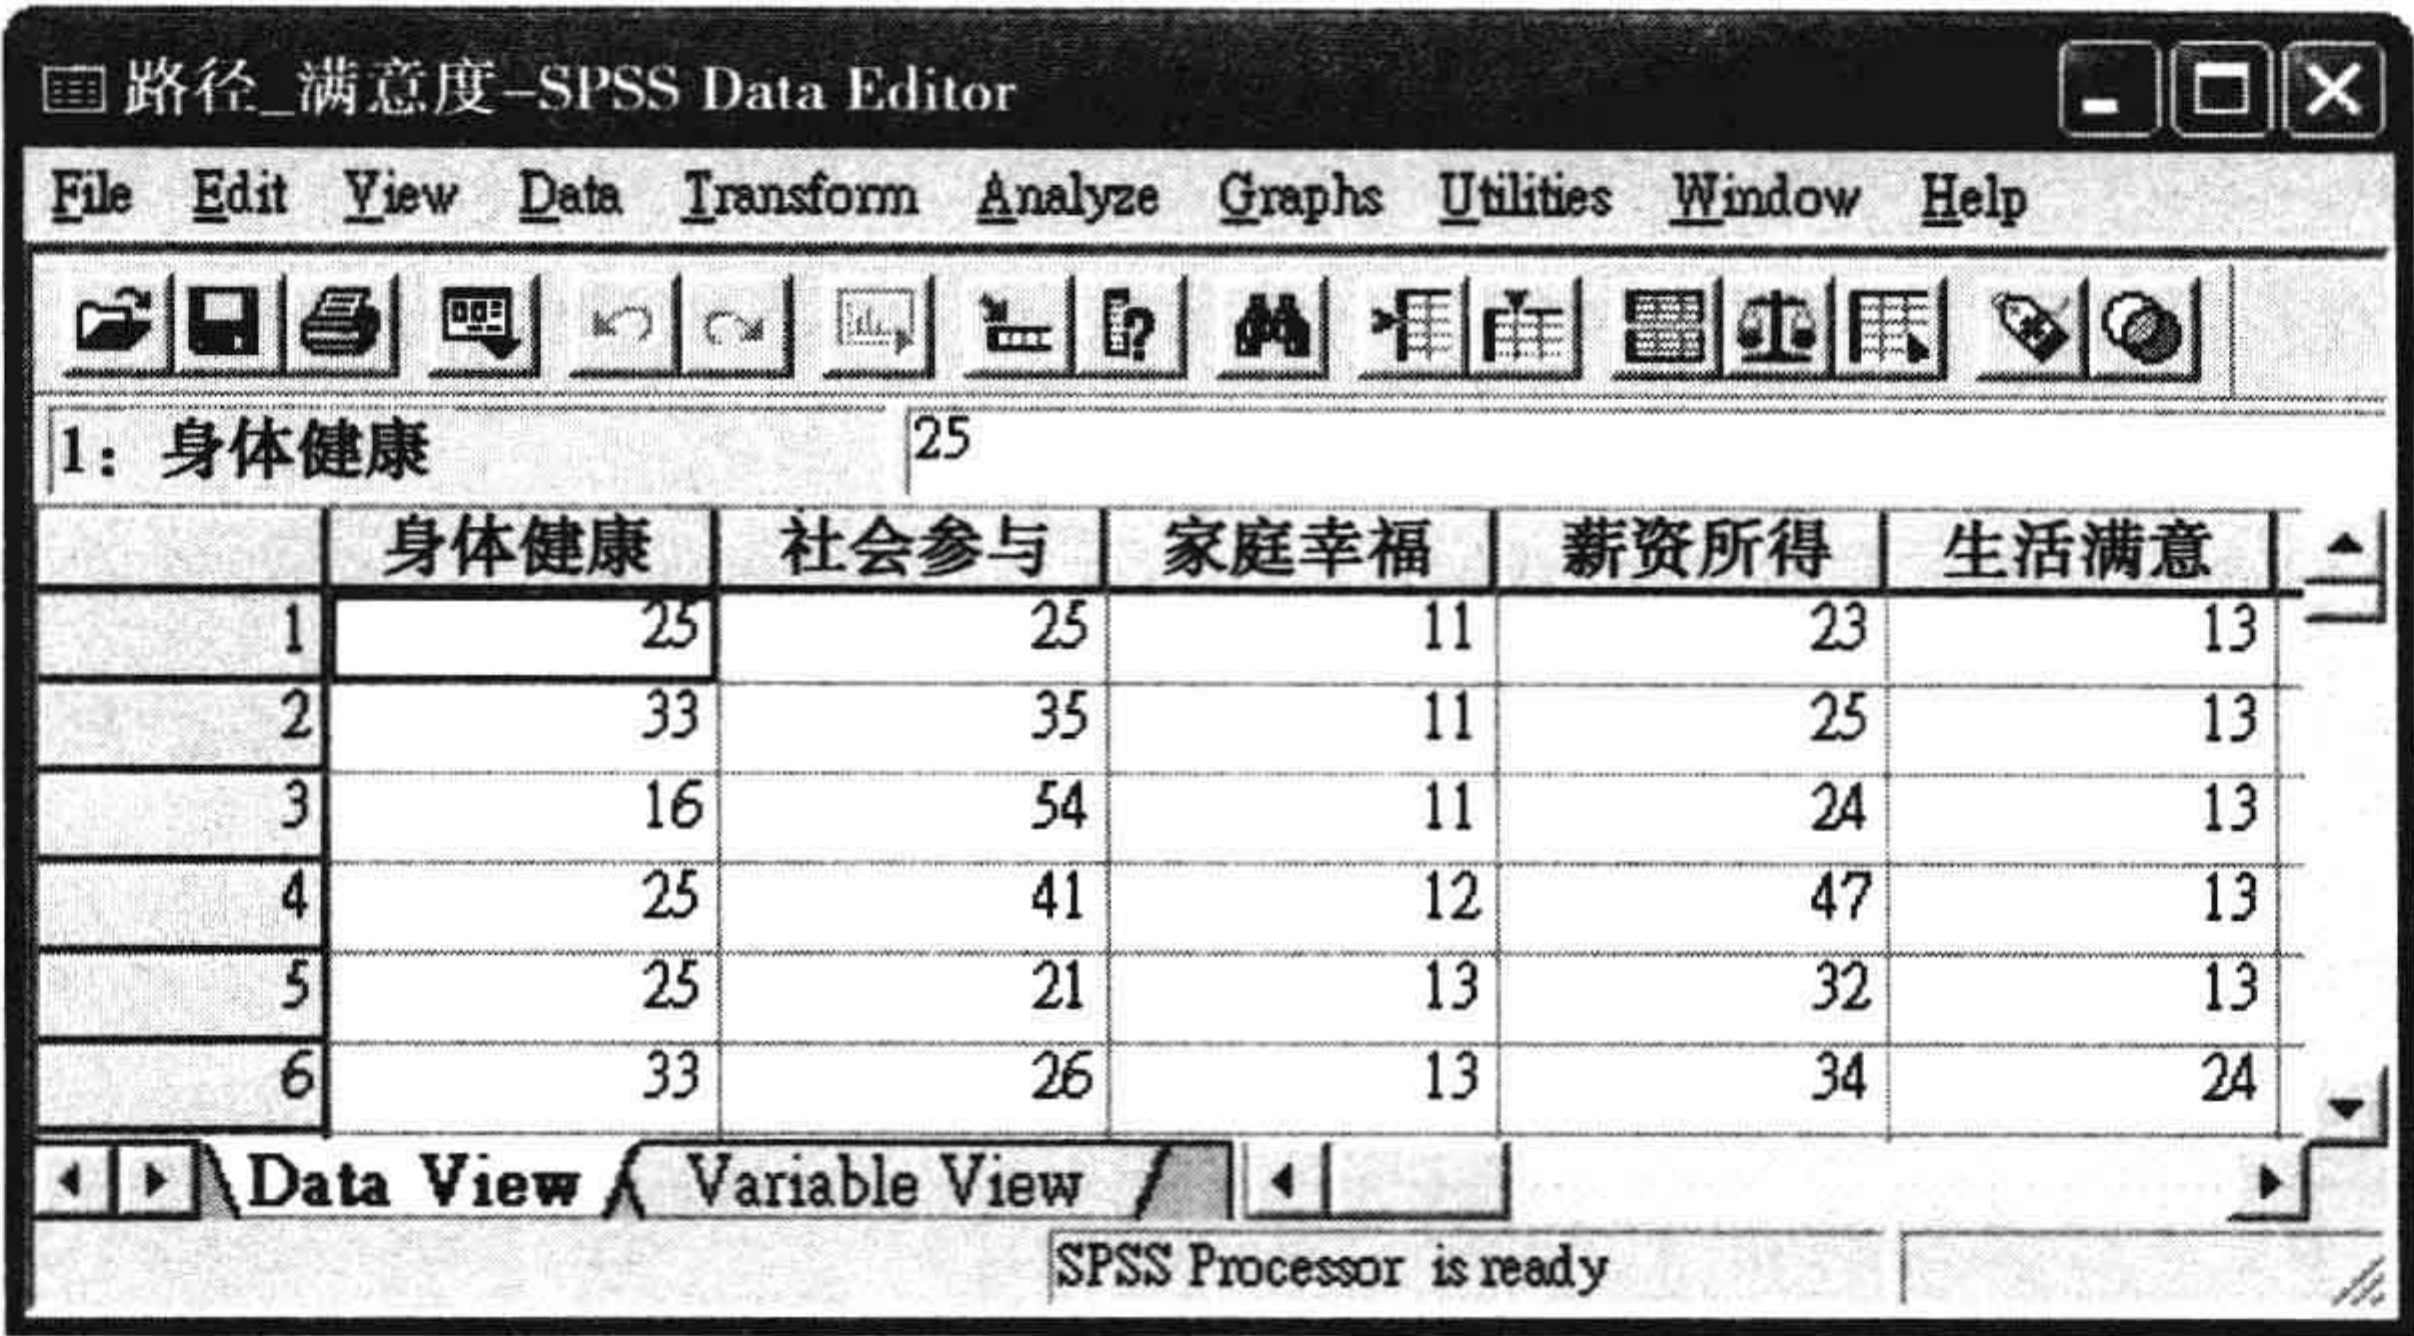 路径_满意度-SPSS Data Editor
File Edit View Data Transform Analyze Graphs Utilities Window Help
1: 身体健康 25
身体健康 社会参与 家庭幸福 薪资所得 生活满意
1 25 25 11 23 13
2 33 35 11 25 13
3 16 54 11 24 13
4 25 41 12 47 13
5 25 21 13 32 13
6 33 26 13 34 24
Data View Variable View
SPSS Processor is ready